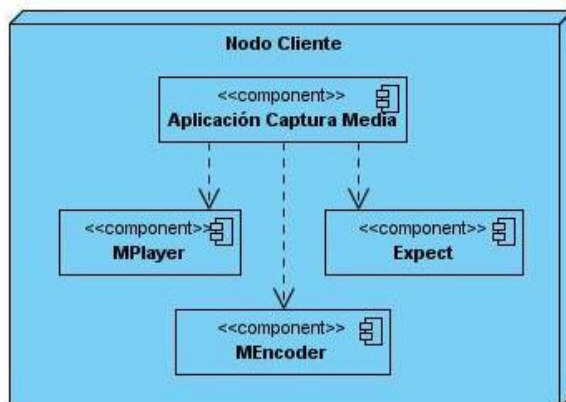 Nodo Cliente
<<component>>
Aplicación Captura Media
<<component>>
MPlayer
<<component>>
Expect
<<component>>
MEncoder